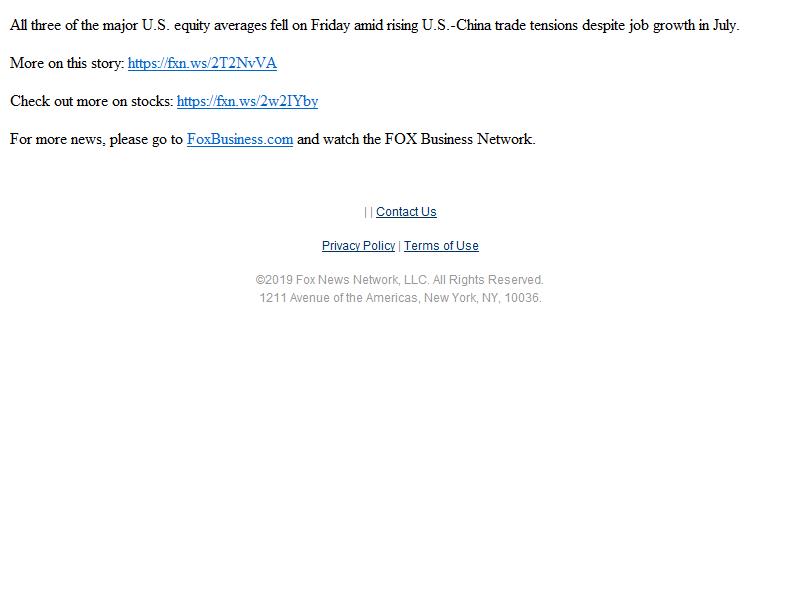 All three of the major U.S. equity averages fell on Friday amid rising U.S.-China trade tensions despite job growth in July.
More on this story: https://fxn.ws/2T2NvVA
Check out more on stocks: https://fxn.ws/2w2IYby
For more news, please go to FoxBusiness.com and watch the FOX Business Network.
| | Contact Us
Privacy Policy | Terms of Use
©2019 Fox News Network, LLC. All Rights Reserved.
1211 Avenue of the Americas, New York, NY, 10036.